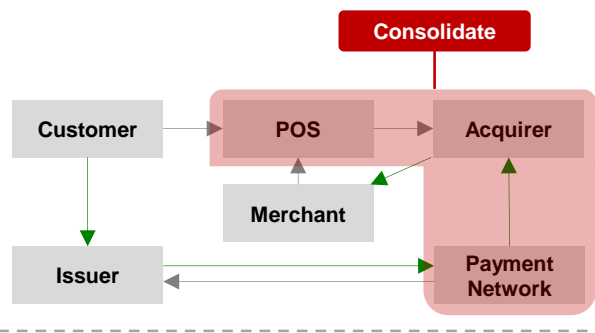 Consolidate
Customer
POS
Acquirer
Merchant
Issuer
Payment
Network